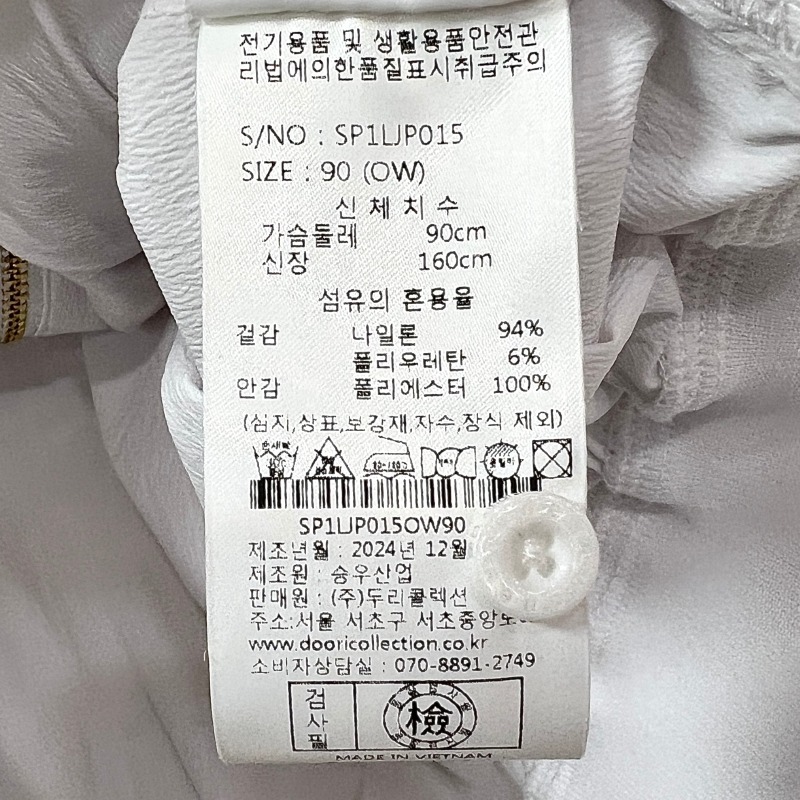 전기용품 및 생활용품안전관
리법에의한품질표시취급주의
S/NO : SP1LJP015
SIZE : 90 (OW)
신 체 치 수
가슴둘레 90cm
신장 160cm
섬유의 혼용율
겉감 나일론 94%
폴리우레탄 6%
안감 폴리에스터 100%
(심지,상표,보강재,자수,장식 제외)
손세탁
80~120
SP1LJP015OW90
제조년월 : 2024년 12월
제조원 : 승우산업
판매원 : (주)두리콜렉션
주소:서울 서초구 서초중앙로
www.dooricollection.co.kr
소비자상담실 : 070-8891-2749
검사필
檢
MADE IN VIETNAM